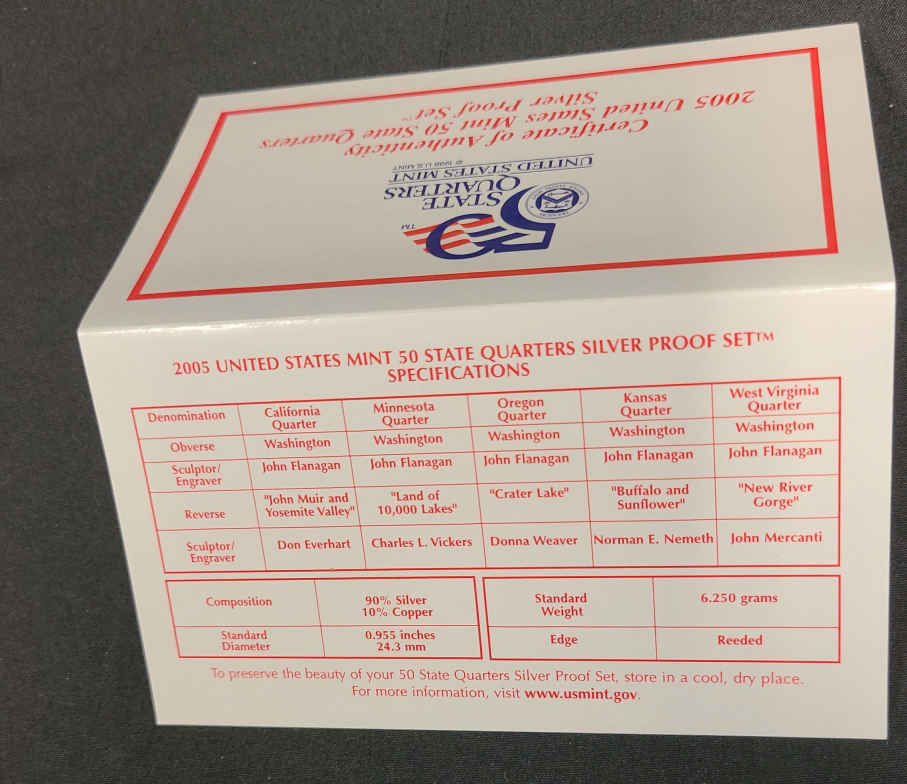 2005 United States Mint 50 State Quarters
Silver Proof Set™
Certificate of Authenticity
© 1998 U.S. MINT
UNITED STATES MINT
STATE
QUARTERS
50
TM
2005 UNITED STATES MINT 50 STATE QUARTERS SILVER PROOF SET™
SPECIFICATIONS
Denomination California Quarter Minnesota Quarter Oregon Quarter Kansas Quarter West Virginia Quarter
Obverse Washington Washington Washington Washington Washington
Sculptor/ Engraver John Flanagan John Flanagan John Flanagan John Flanagan John Flanagan
Reverse "John Muir and Yosemite Valley" "Land of 10,000 Lakes" "Crater Lake" "Buffalo and Sunflower" "New River Gorge"
Sculptor/ Engraver Don Everhart Charles L. Vickers Donna Weaver Norman E. Nemeth John Mercanti
Composition 90% Silver 10% Copper Standard Weight 6.250 grams
Standard Diameter 0.955 inches 24.3 mm Edge Reeded
To preserve the beauty of your 50 State Quarters Silver Proof Set, store in a cool, dry place.
For more information, visit www.usmint.gov.